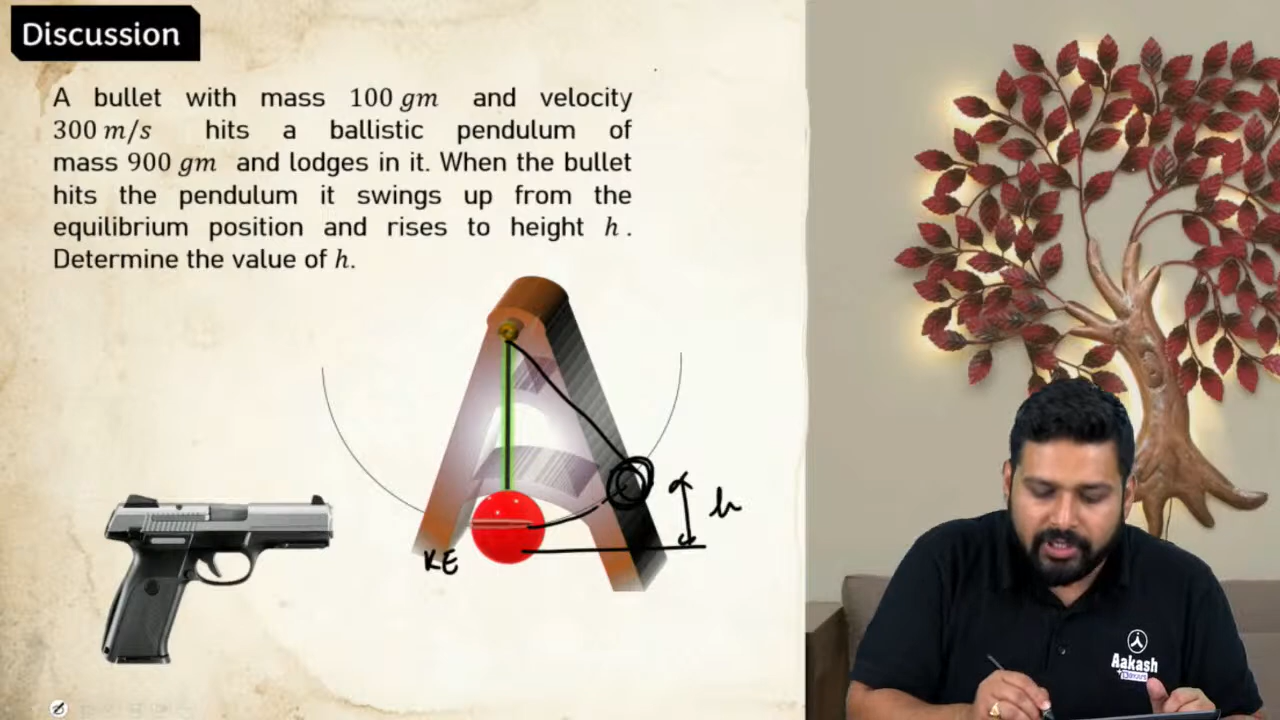 Discussion
A bullet with mass 100 gm and velocity
300 m/s hits a ballistic pendulum of
mass 900 gm and lodges in it. When the bullet
hits the pendulum it swings up from the
equilibrium position and rises to height h.
Determine the value of h.
h
KE
Aakash